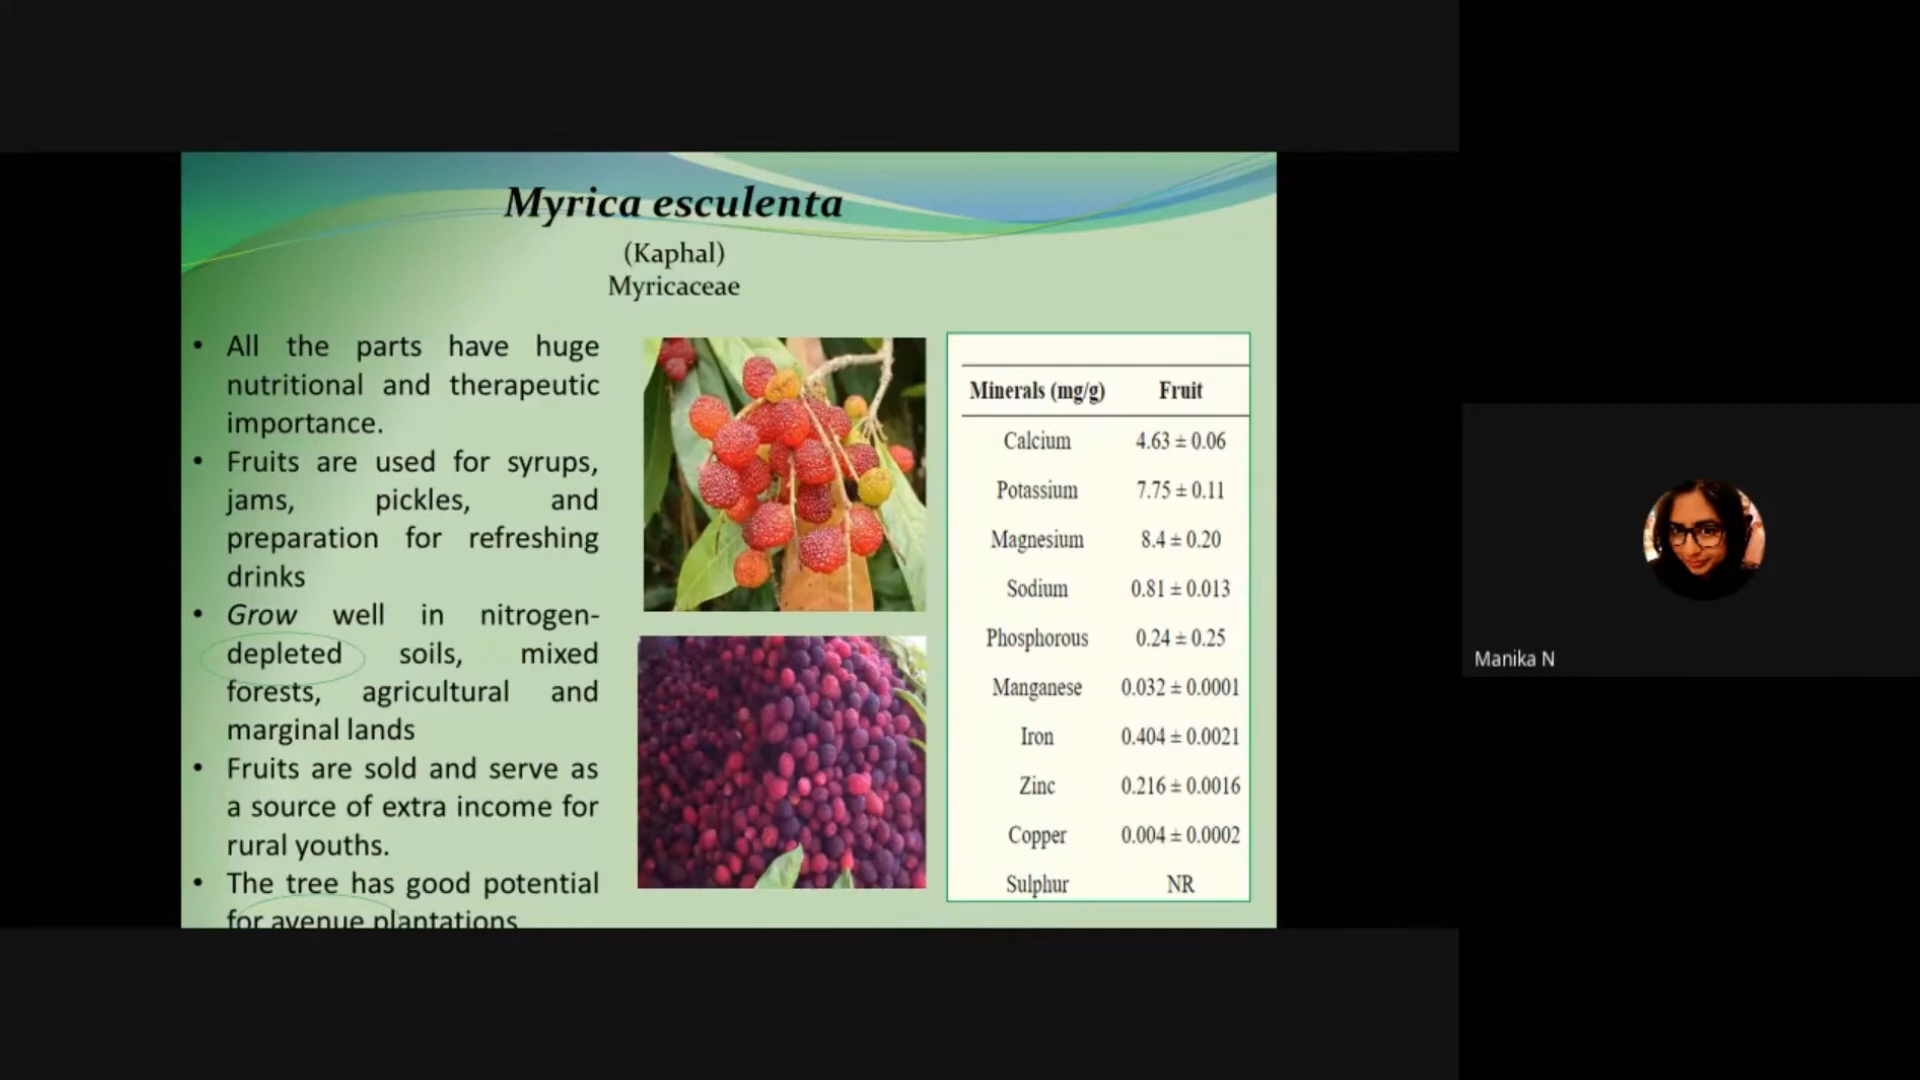 Myrica esculenta
(Kaphal)
Myricaceae
• All the parts have huge
nutritional and therapeutic
importance.
• Fruits are used for syrups,
jams, pickles, and
preparation for refreshing
drinks
• Grow well in nitrogen-
depleted soils, mixed
forests, agricultural and
marginal lands
• Fruits are sold and serve as
a source of extra income for
rural youths.
• The tree has good potential
for avenue plantations
Minerals (mg/g) Fruit
Calcium 4.63 ± 0.06
Potassium 7.75 ± 0.11
Magnesium 8.4 ± 0.20
Sodium 0.81 ± 0.013
Phosphorous 0.24 ± 0.25
Manganese 0.032 ± 0.0001
Iron 0.404 ± 0.0021
Zinc 0.216 ± 0.0016
Copper 0.004 ± 0.0002
Sulphur NR
Manika N